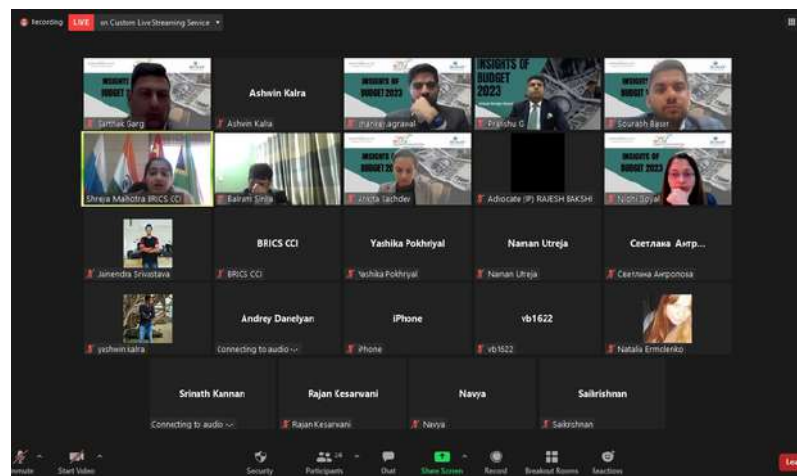 Recording LIVE on Custom Live Streaming Service
INSIGHTS OF
BUDGET 2023
Sarthak Garg
Ashwin Kalra
Ashwin Kalra
INSIGHTS OF
BUDGET 2023
agrawal
INSIGHTS OF
BUDGET
2023
Pranshu G
Sourabh
Shreja Mahotra BRICS CCI
Balram Sinha
INSIGHTS OF
Ankita Sachdev
Advocate (IP) RAJESH BAKSHI
INSIGHTS OF
BUDGET 2023
Nidhi Goyal
Jainendra Srivastava
BRICS CCI
BRICS CCI
Yashika Pokhriyal
Yashika Pokhriyal
Naman Utreja
Naman Utreja
Светлана Антр...
Светлана Антропова
yashwin kalra
Andrey Danelyan
Connecting to audio
iPhone
iPhone
vb1622
vb1622
Natalia Ermolenko
Srinath Kannan
Connecting to audio
Rajan Kesarwani
Rajan Kesarwani
Navya
Navya
Saikrishnan
Saikrishnan
Start Video
Security
Participants 24
Chat
Share Screen
Record
Breakout Rooms
Reactions